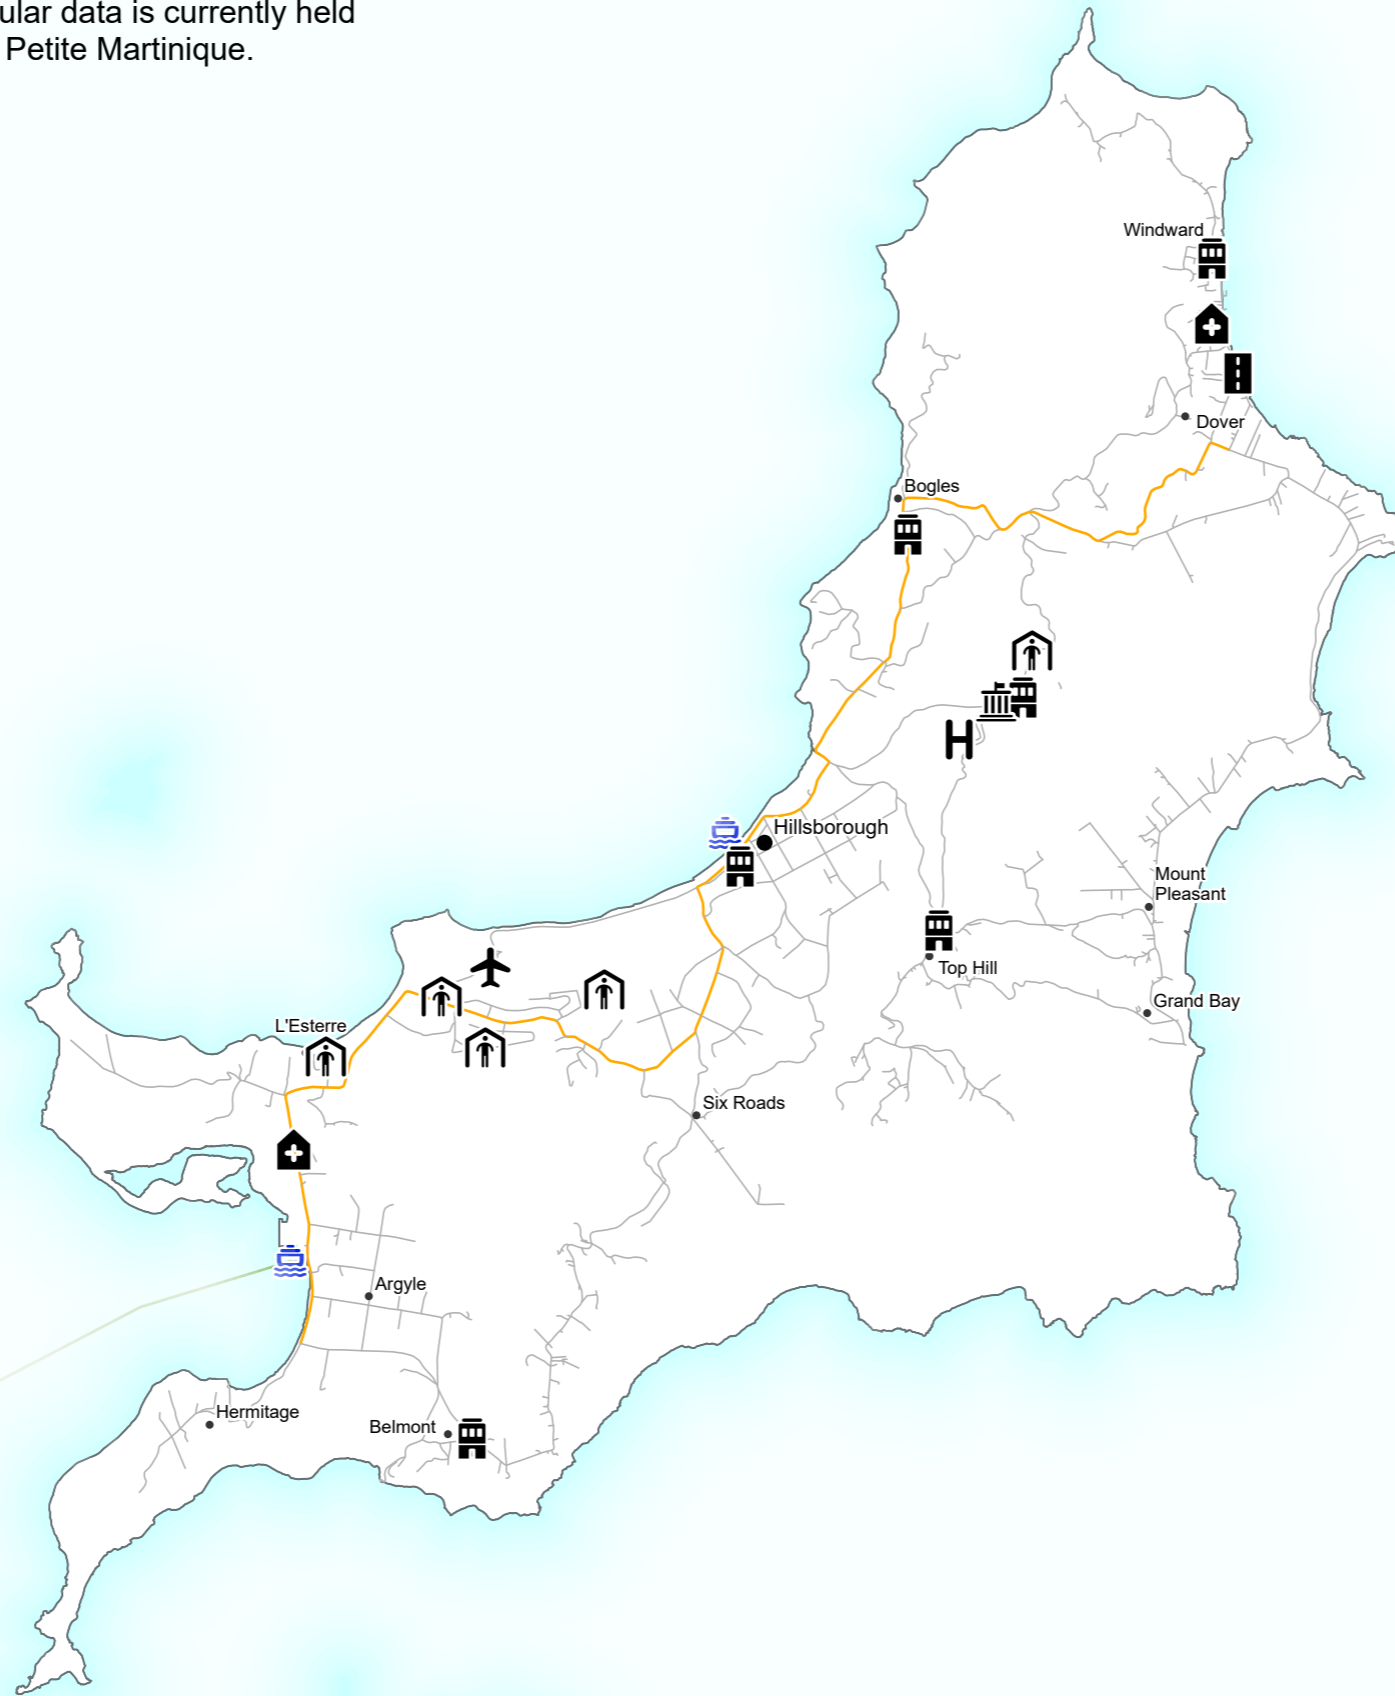 ular data is currently held
Petite Martinique.
Windward
Dover
Bogles
Hillsborough
Mount
Pleasant
Top Hill
Grand Bay
L'Esterre
Six Roads
Argyle
Hermitage
Belmont
H